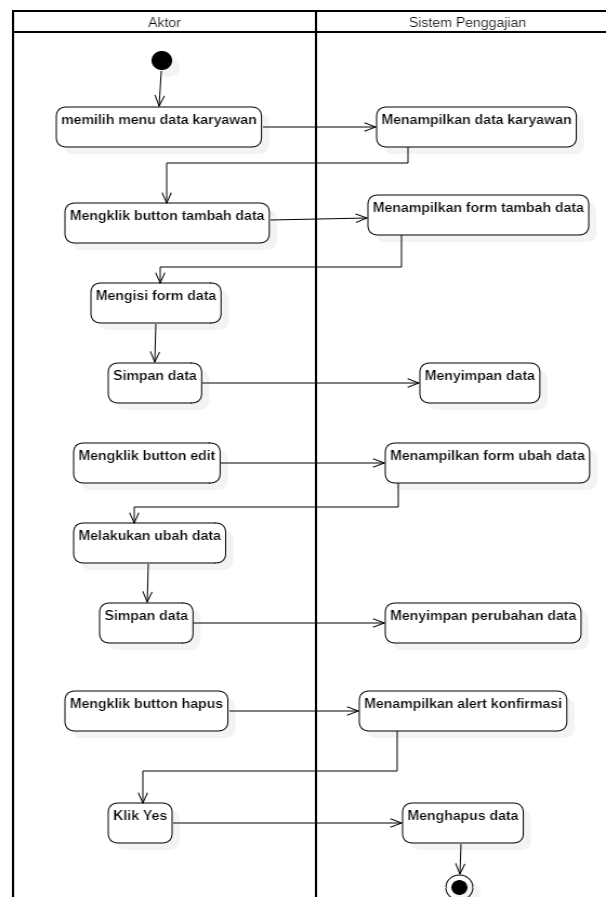 Aktor
Sistem Penggajian
memilih menu data karyawan
Menampilkan data karyawan
Mengklik button tambah data
Menampilkan form tambah data
Mengisi form data
Simpan data
Menyimpan data
Mengklik button edit
Menampilkan form ubah data
Melakukan ubah data
Simpan data
Menyimpan perubahan data
Mengklik button hapus
Menampilkan alert konfirmasi
Klik Yes
Menghapus data